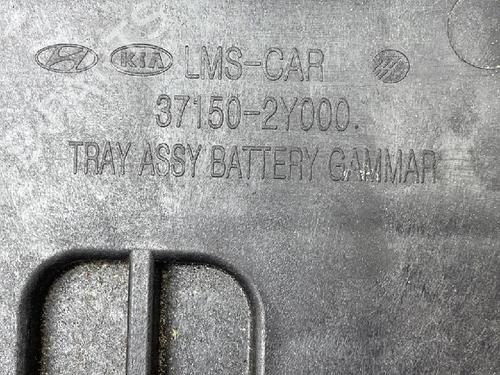 KIA LMS-CAR
37150-2Y000.
TRAY ASSY BATTERY GAMMAR